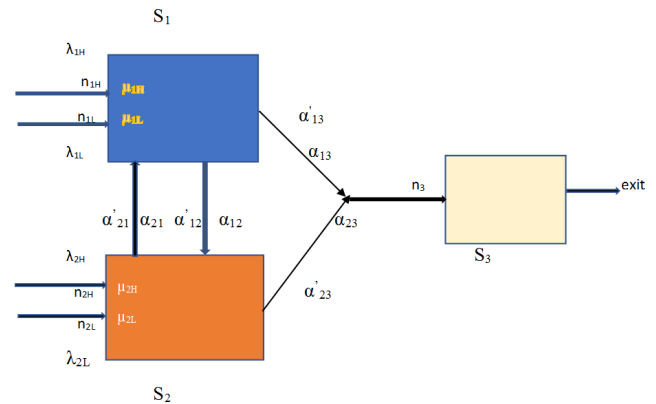 S₁
λ₁H
n₁H
μ₁H
n₁L
μ₁L
λ₁L
α'₁₃
α₁₃
n₃
exit
S₃
α'₂₁ α₂₁ α'₁₂ α₁₂
α₂₃
λ₂H
n₂H
μ₂H
n₂L
μ₂L
λ₂L
α'₂₃
S₂